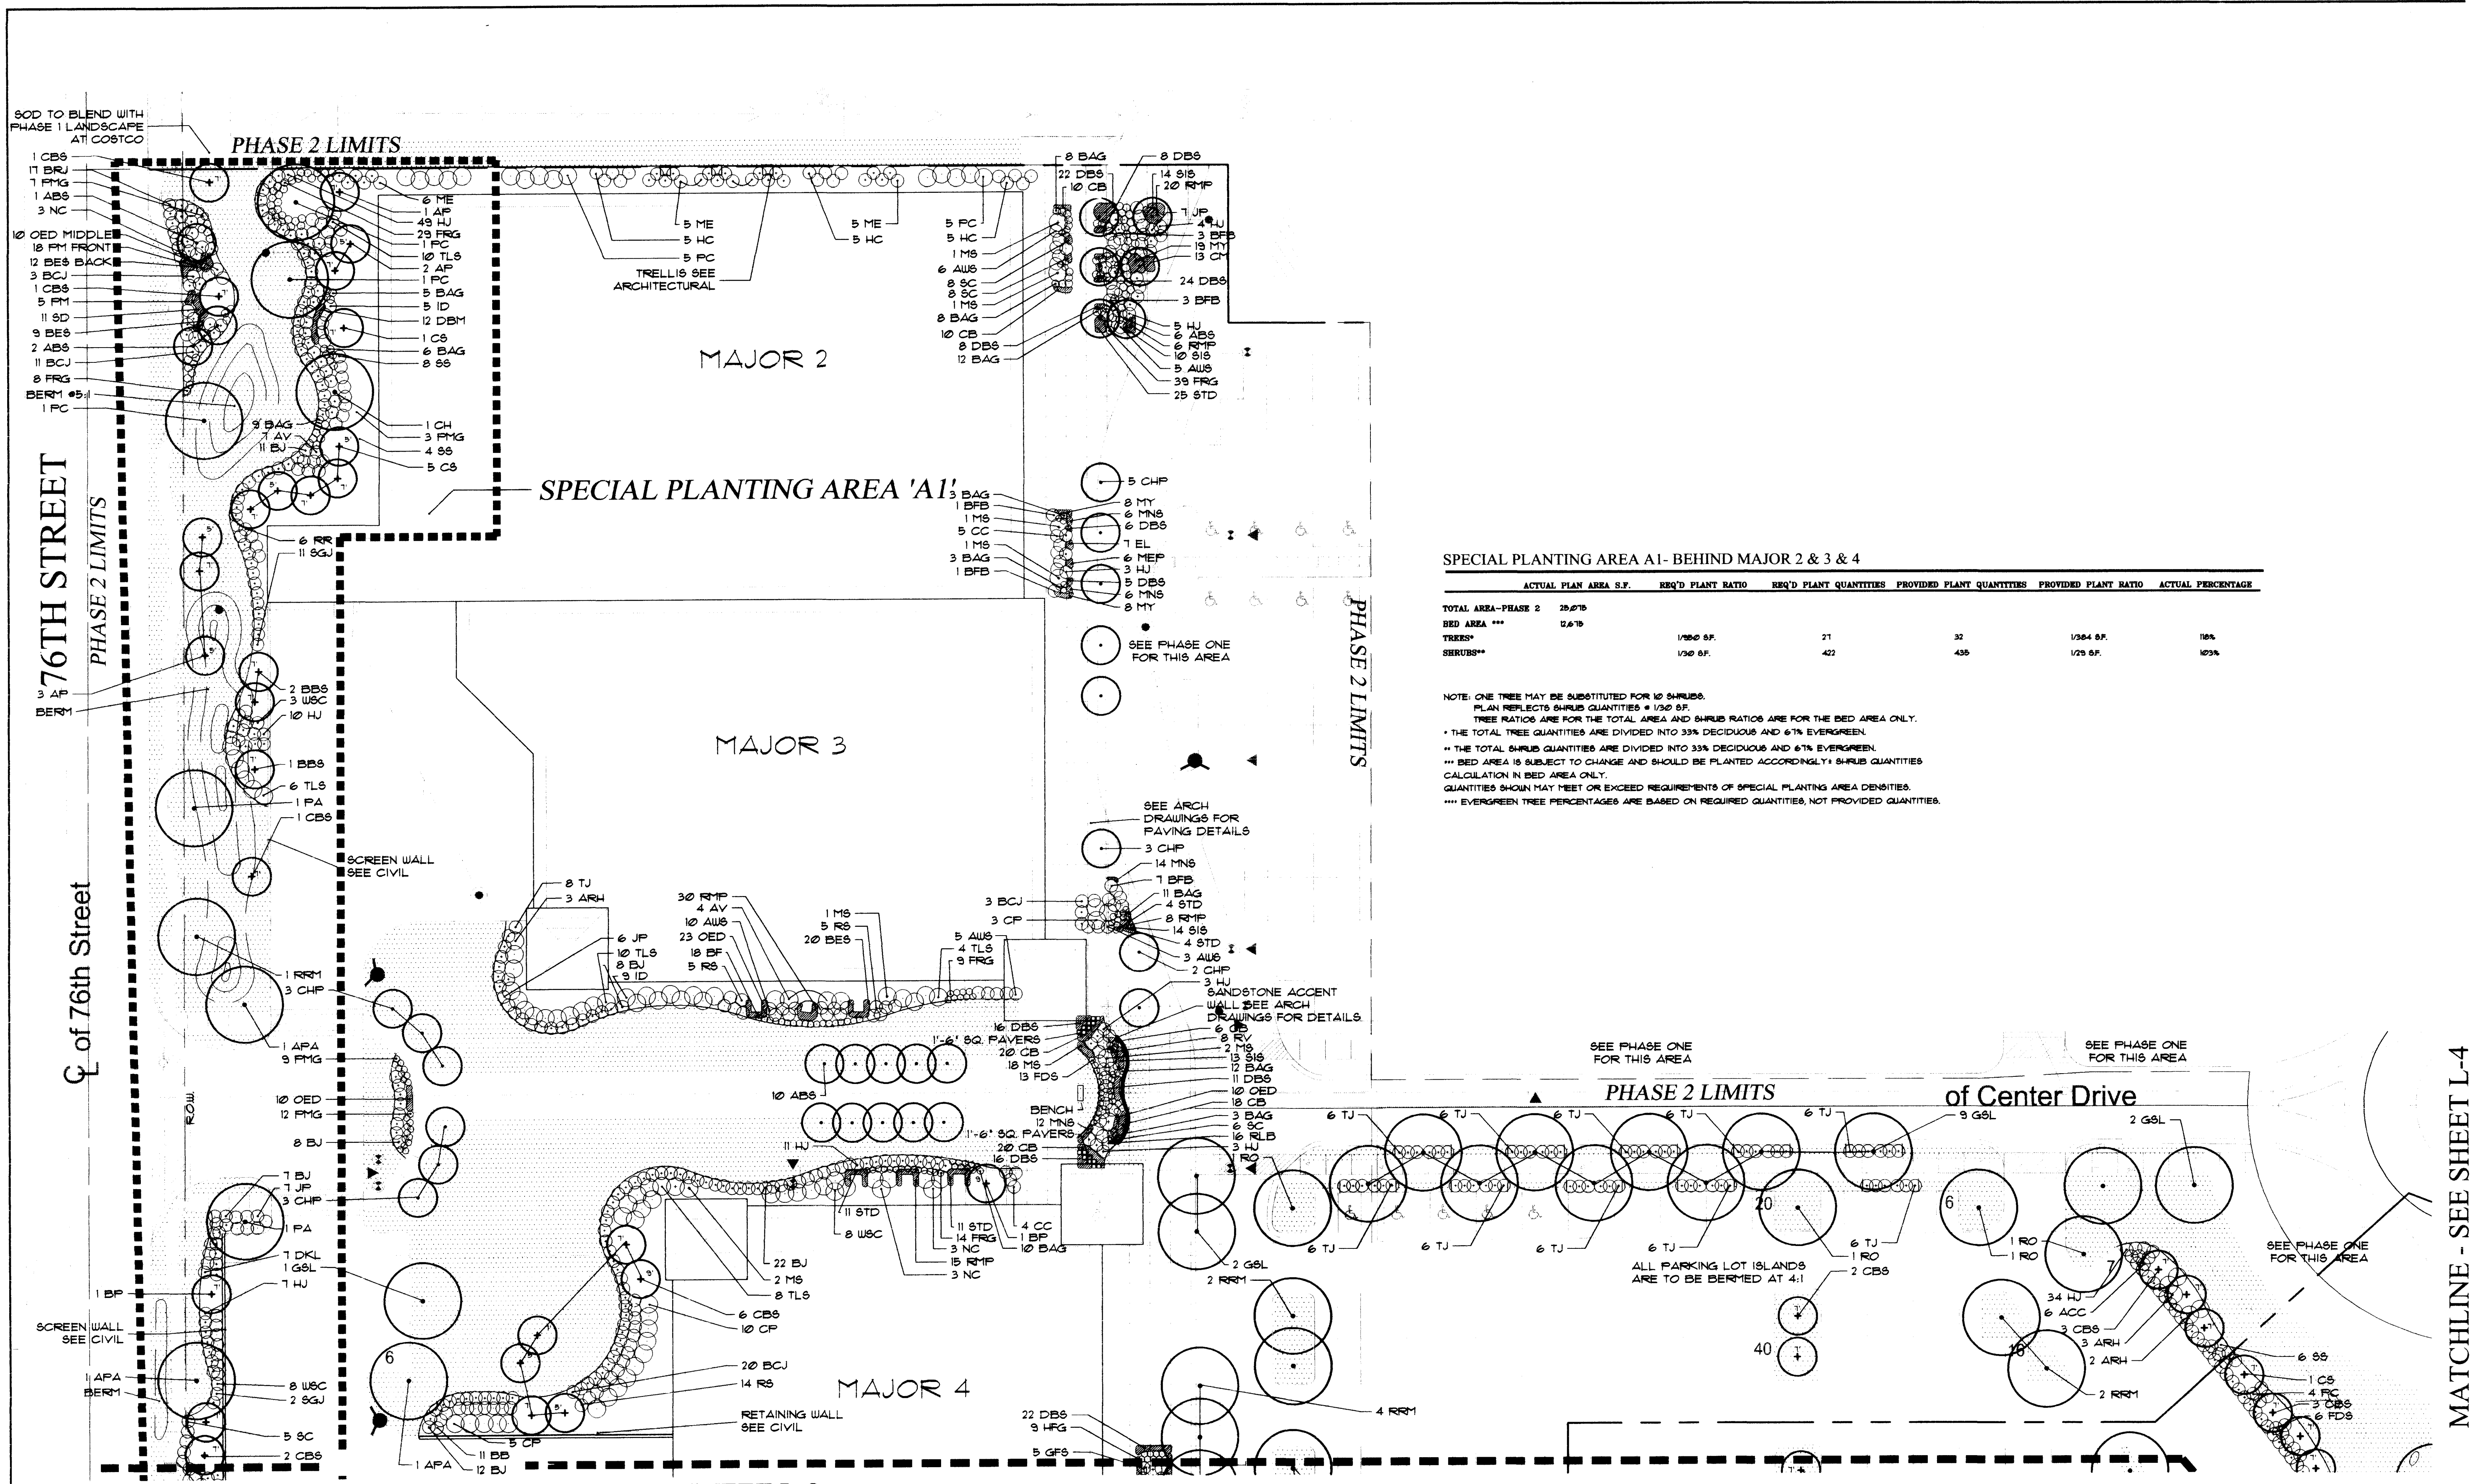 SOD TO BLEND WITH
PHASE 1 LANDSCAPE
AT COSTCO
PHASE 2 LIMITS
1 CBS
17 BRJ
7 PMG
1 ABS
3 NC
10 OED MIDDLE
18 PM FRONT
12 BES BACK
3 BCJ
1 CBS
5 PM
11 SD
9 BES
2 ABS
11 BCJ
8 FRG
BERM @5:1
1 PC
6 ME
1 AP
49 HJ
29 FRG
1 PC
10 TLS
2 AP
1 PC
5 BAG
5 ID
12 DBM
1 CS
6 BAG
8 SS
9 BAG
7 AV
11 BJ
1 CH
3 PMG
4 SS
5 CS
6 RR
11 SGJ
5 ME
5 HC
5 PC
TRELLIS SEE
ARCHITECTURAL
5 ME
5 HC
5 PC
5 HC
1 MS
6 AWS
8 SC
8 SC
1 MS
8 BAG
10 CB
8 DBS
12 BAG
8 BAG
22 DBS
10 CB
8 DBS
14 SIS
20 RMP
7 JP
4 HJ
3 BFB
19 MY
13 CM
24 DBS
3 BFB
5 HJ
6 ABS
6 RMP
10 SIS
5 AWS
39 FRG
25 STD
MAJOR 2
SPECIAL PLANTING AREA 'A1'
3 BAG
1 BFB
1 MS
5 CC
1 MS
3 BAG
1 BFB
5 CHP
8 MY
6 MNS
6 DBS
7 EL
6 MEP
3 HJ
5 DBS
6 MNS
8 MY
SEE PHASE ONE
FOR THIS AREA
76TH STREET
PHASE 2 LIMITS
PHASE 2 LIMITS
3 AP
BERM
2 BBS
3 WSC
10 HJ
1 BBS
6 TLS
1 PA
1 CBS
SCREEN WALL
SEE CIVIL
MAJOR 3
SEE ARCH
DRAWINGS FOR
PAVING DETAILS
3 CHP
14 MNS
7 BFB
11 BAG
4 STD
8 RMP
14 SIS
4 STD
3 AWS
2 CHP
3 HJ
3 BCJ
3 CP
SANDSTONE ACCENT
WALL SEE ARCH
DRAWINGS FOR DETAILS
SPECIAL PLANTING AREA A1- BEHIND MAJOR 2 & 3 & 4
ACTUAL PLAN AREA S.F. REQ'D PLANT RATIO REQ'D PLANT QUANTITIES PROVIDED PLANT QUANTITIES PROVIDED PLANT RATIO ACTUAL PERCENTAGE
TOTAL AREA-PHASE 2
BED AREA ***
TREES* 27 32 118%
SHRUBS** 1/30 S.F. 422 435 1/29 S.F. 103%
NOTE: ONE TREE MAY BE SUBSTITUTED FOR 10 SHRUBS.
PLAN REFLECTS SHRUB QUANTITIES @ 1/30 SF.
TREE RATIOS ARE FOR THE TOTAL AREA AND SHRUB RATIOS ARE FOR THE BED AREA ONLY.
* THE TOTAL TREE QUANTITIES ARE DIVIDED INTO 33% DECIDUOUS AND 67% EVERGREEN.
** THE TOTAL SHRUB QUANTITIES ARE DIVIDED INTO 33% DECIDUOUS AND 67% EVERGREEN.
*** BED AREA IS SUBJECT TO CHANGE AND SHOULD BE PLANTED ACCORDINGLY: SHRUB QUANTITIES
CALCULATION IN BED AREA ONLY.
QUANTITIES SHOWN MAY MEET OR EXCEED REQUIREMENTS OF SPECIAL PLANTING AREA DENSITIES.
**** EVERGREEN TREE PERCENTAGES ARE BASED ON REQUIRED QUANTITIES, NOT PROVIDED QUANTITIES.
8 TJ
3 ARH
6 JP
10 TLS
8 BJ
9 ID
30 RMP
4 AV
10 AWS
23 OED
18 BF
5 RS
1 MS
5 RS
20 BES
5 AWS
4 TLS
9 FRG
℄ of 76th Street
R.O.W.
1 RRM
3 CHP
1 APA
9 PMG
10 OED
12 PMG
8 BJ
7 BJ
7 JP
3 CHP
1 PA
7 DKL
1 GSL
7 HJ
1 BP
SCREEN WALL
SEE CIVIL
1 APA
BERM
8 WSC
2 SGJ
5 SC
2 CBS
10 ABS
16 DBS
1'-6" SQ. PAVERS
20 CB
18 MS
13 FDS
BENCH
12 MNS
1'-6" SQ. PAVERS
20 CB
16 DBS
6 CB
8 RV
2 MS
13 SIS
12 BAG
11 DBS
10 OED
18 CB
3 BAG
6 SC
16 RLB
3 HJ
1 RO
11 HJ
11 STD
8 WSC
11 STD
14 FRG
3 NC
15 RMP
3 NC
4 CC
1 BP
10 BAG
22 BJ
2 MS
8 TLS
6 CBS
10 CP
20 BCJ
14 RS
RETAINING WALL
SEE CIVIL
6
1 APA
5 CP
11 BB
12 BJ
MAJOR 4
22 DBS
9 HFG
5 GFS
2 GSL
2 RRM
4 RRM
SEE PHASE ONE
FOR THIS AREA
SEE PHASE ONE
FOR THIS AREA
PHASE 2 LIMITS
of Center Drive
6 TJ
6 TJ
6 TJ
6 TJ
6 TJ
9 GSL
2 GSL
6 TJ
6 TJ
6 TJ
6 TJ
6 TJ
20
6
1 RO
1 RO
1 RO
ALL PARKING LOT ISLANDS
ARE TO BE BERMED AT 4:1
2 CBS
40
7
SEE PHASE ONE
FOR THIS AREA
34 HJ
6 ACC
3 CBS
3 ARH
2 ARH
2 RRM
6 SS
1 CS
4 PC
3 CBS
6 FDS
MATCHLINE - SEE SHEET L-4